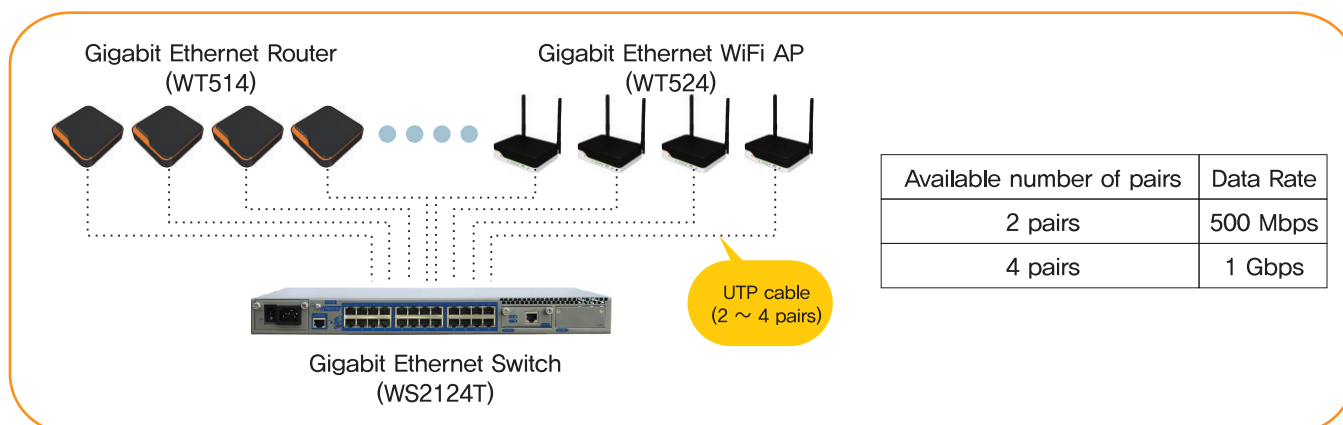 Gigabit Ethernet Router
(WT514)
Gigabit Ethernet WiFi AP
(WT524)
UTP cable
(2 ～ 4 pairs)
Gigabit Ethernet Switch
(WS2124T)
Available number of pairs Data Rate
2 pairs 500 Mbps
4 pairs 1 Gbps